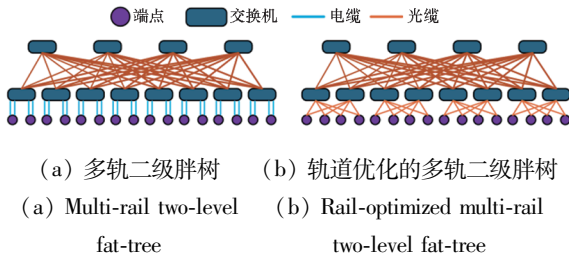 端点 交换机 电缆 光缆
(a) 多轨二级胖树 (b) 轨道优化的多轨二级胖树
(a) Multi-rail two-level (b) Rail-optimized multi-rail
fat-tree two-level fat-tree